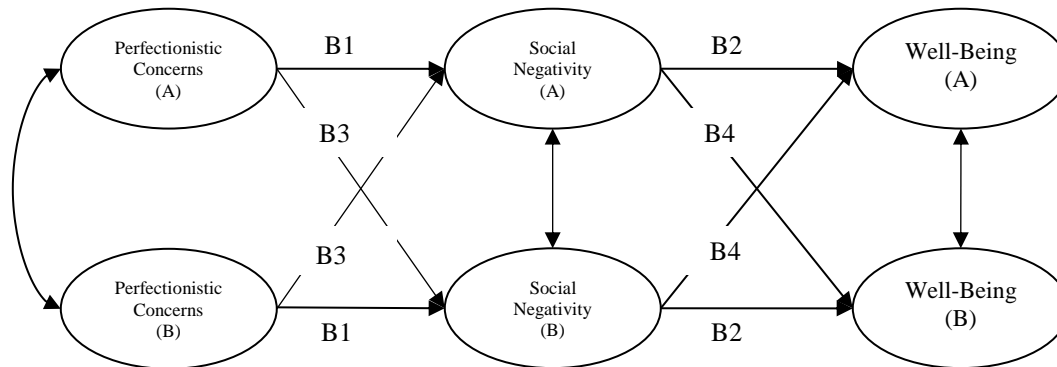 B1
B2
Perfectionistic
Concerns
(A)
Social
Negativity
(A)
Well-Being
(A)
B3
B4
B3
B4
Perfectionistic
Concerns
(B)
Social
Negativity
(B)
Well-Being
(B)
B1
B2